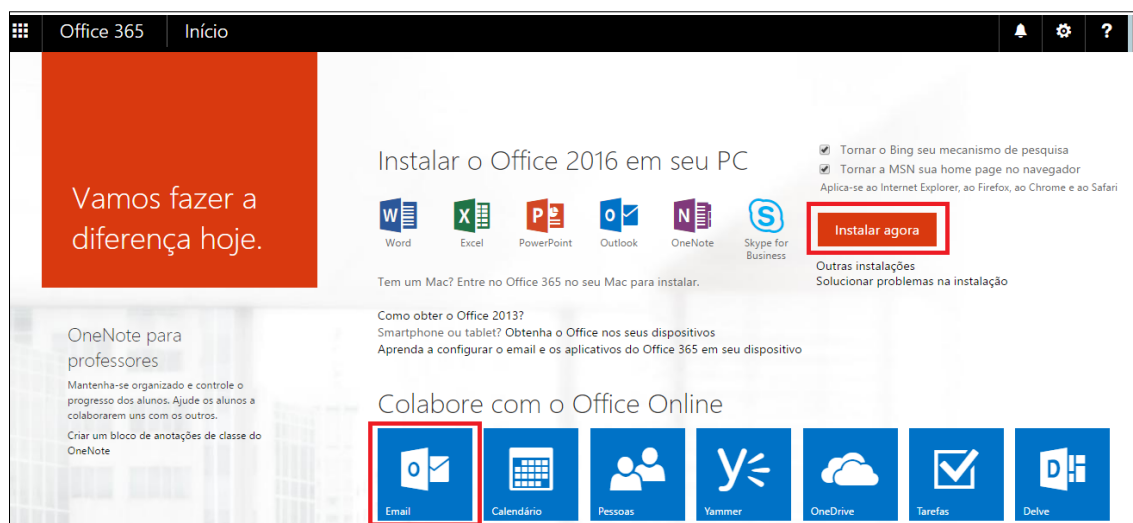 Office 365 Início ?
Vamos fazer a
diferença hoje.
OneNote para
professores
Mantenha-se organizado e controle o
progresso dos alunos. Ajude os alunos a
colaborarem uns com os outros.
Criar um bloco de anotações de classe do
OneNote
Instalar o Office 2016 em seu PC
W X P O N S
Word Excel PowerPoint Outlook OneNote Skype for
Business
Tem um Mac? Entre no Office 365 no seu Mac para instalar.
Como obter o Office 2013?
Smartphone ou tablet? Obtenha o Office nos seus dispositivos
Aprenda a configurar o email e os aplicativos do Office 365 em seu dispositivo
Tornar o Bing seu mecanismo de pesquisa
Tornar a MSN sua home page no navegador
Aplica-se ao Internet Explorer, ao Firefox, ao Chrome e ao Safari
Instalar agora
Outras instalações
Solucionar problemas na instalação
Colabore com o Office Online
O y D
Email Calendário Pessoas Yammer OneDrive Tarefas Delve